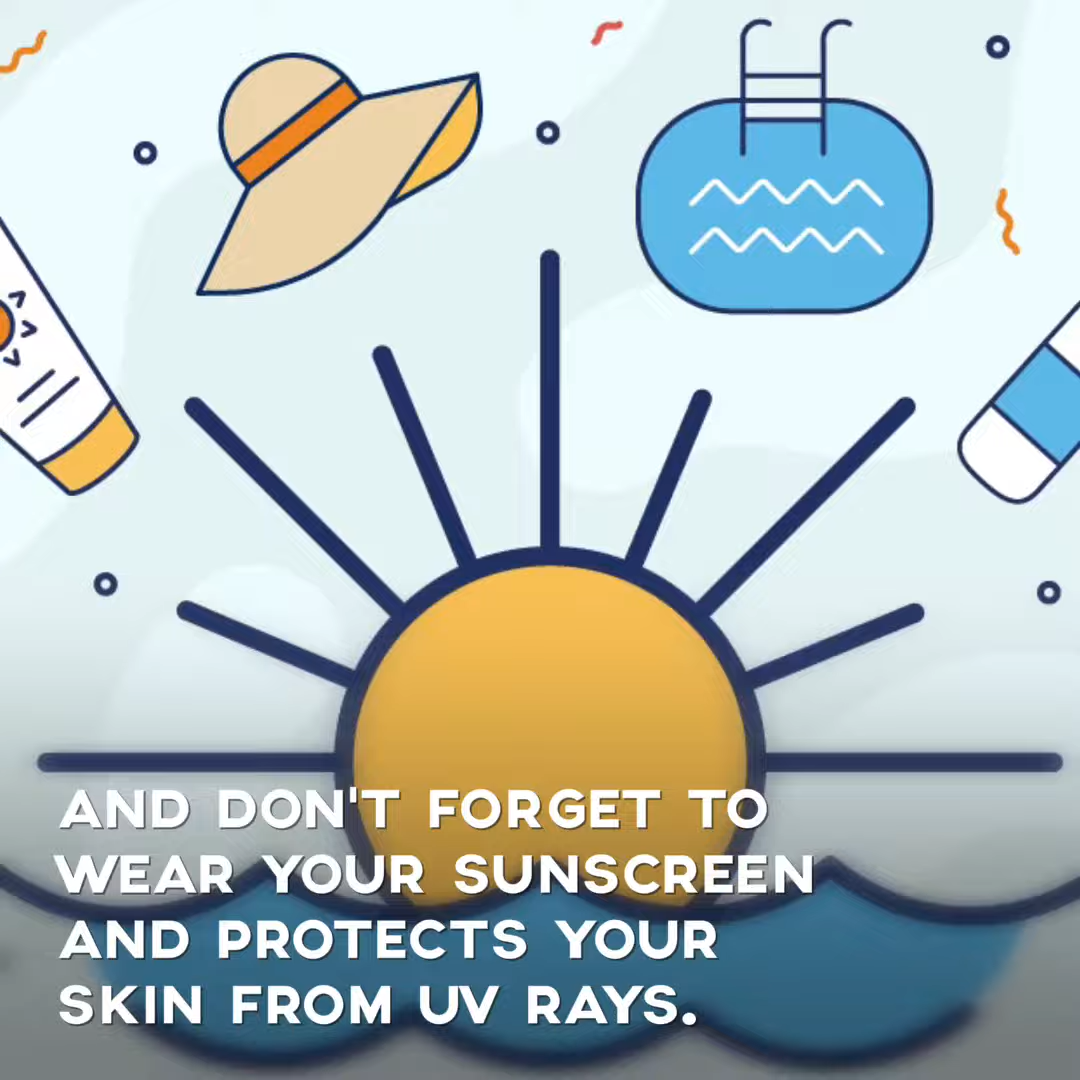 AND DON'T FORGET TO
WEAR YOUR SUNSCREEN
AND PROTECTS YOUR
SKIN FROM UV RAYS.